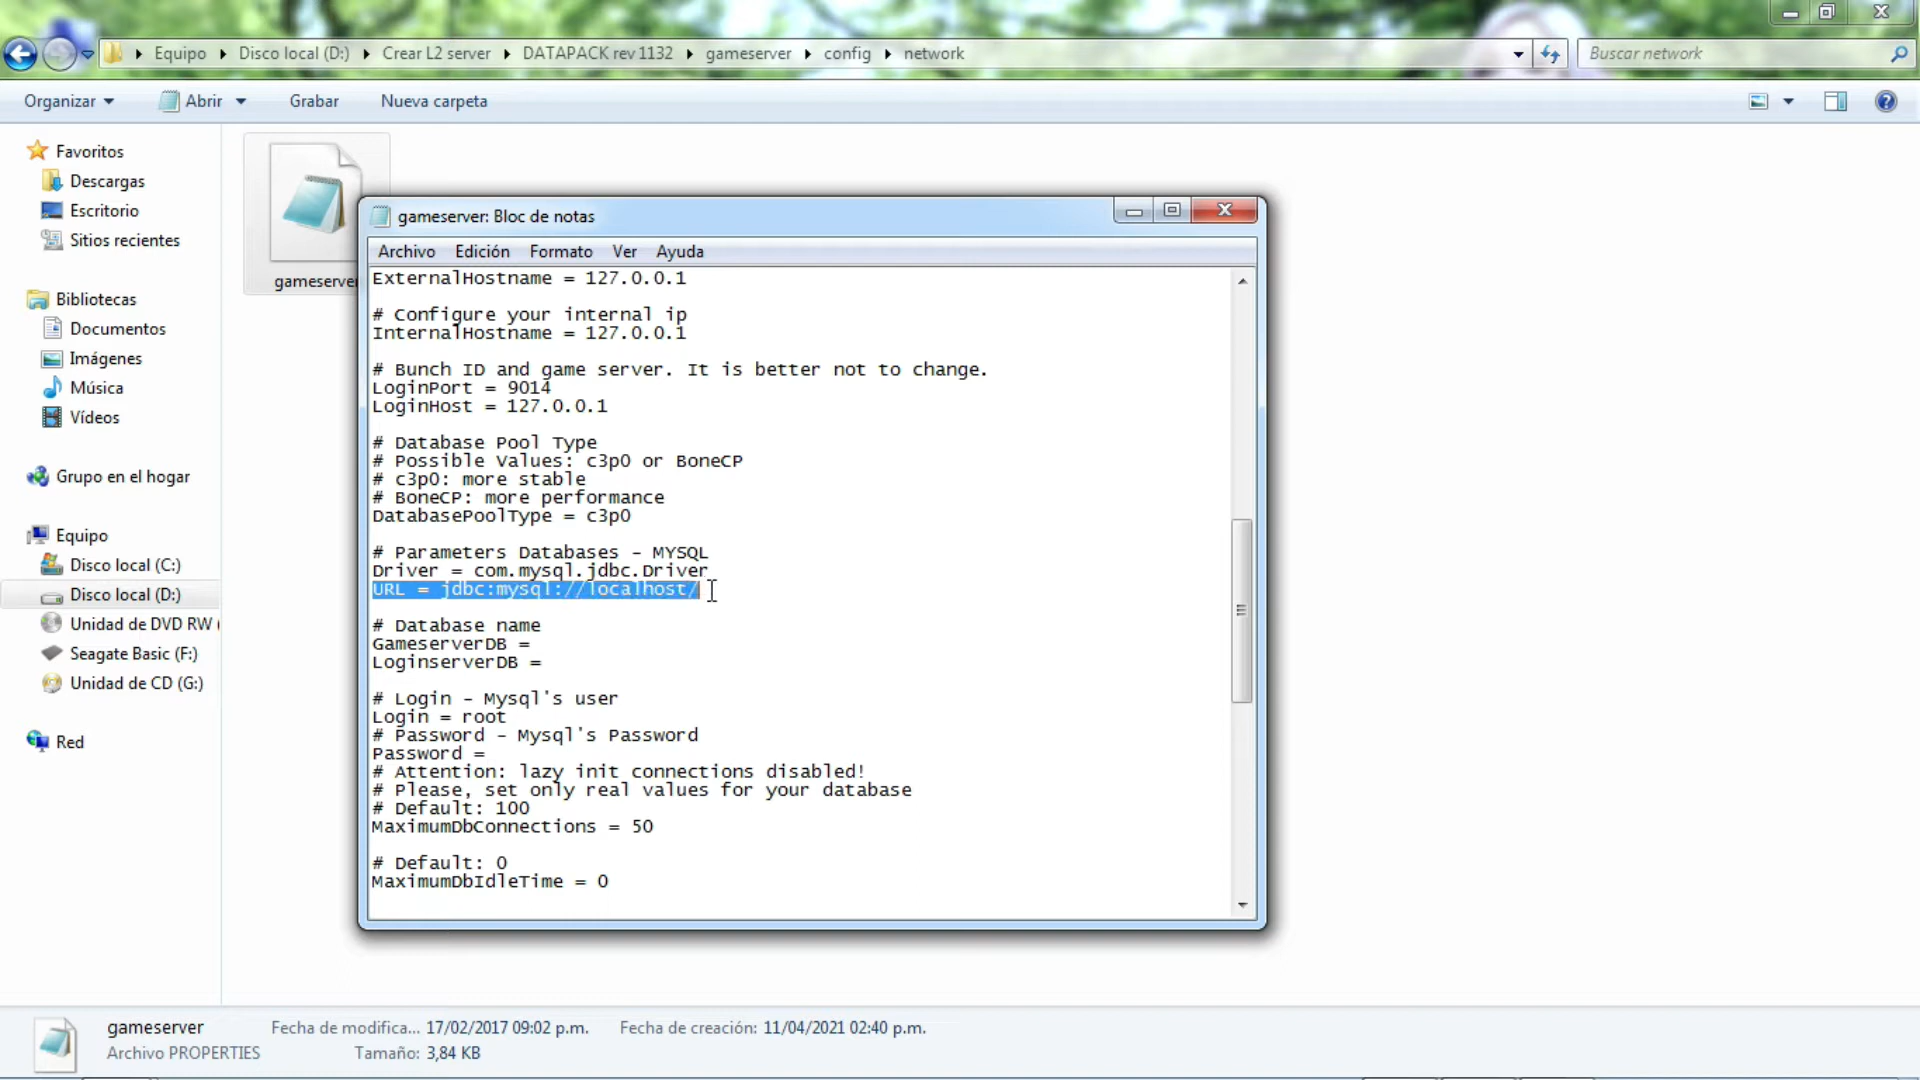 Equipo
Disco local (D:)
Crear L2 server
DATAPACK rev 1132
gameserver
config
network
Buscar network
Organizar
Abrir
Grabar
Nueva carpeta
Favoritos
Descargas
Escritorio
Sitios recientes
Bibliotecas
Documentos
Imágenes
Música
Vídeos
Grupo en el hogar
Equipo
Disco local (C:)
Disco local (D:)
Unidad de DVD RW (
Seagate Basic (F:)
Unidad de CD (G:)
Red
gameserver
gameserver: Bloc de notas
Archivo Edición Formato Ver Ayuda
ExternalHostname = 127.0.0.1
# Configure your internal ip
InternalHostname = 127.0.0.1
# Bunch ID and game server. It is better not to change.
LoginPort = 9014
LoginHost = 127.0.0.1
# Database Pool Type
# Possible Values: c3p0 or BoneCP
# c3p0: more stable
# BoneCP: more performance
DatabasePoolType = c3p0
# Parameters Databases - MYSQL
Driver = com.mysql.jdbc.Driver
URL = jdbc:mysql://localhost/
# Database name
GameserverDB =
LoginserverDB =
# Login - Mysql's user
Login = root
# Password - Mysql's Password
Password =
# Attention: lazy init connections disabled!
# Please, set only real values for your database
# Default: 100
MaximumDbConnections = 50
# Default: 0
MaximumDbIdleTime = 0
gameserver
Fecha de modifica... 17/02/2017 09:02 p.m.
Fecha de creación: 11/04/2021 02:40 p.m.
Archivo PROPERTIES
Tamaño: 3,84 KB